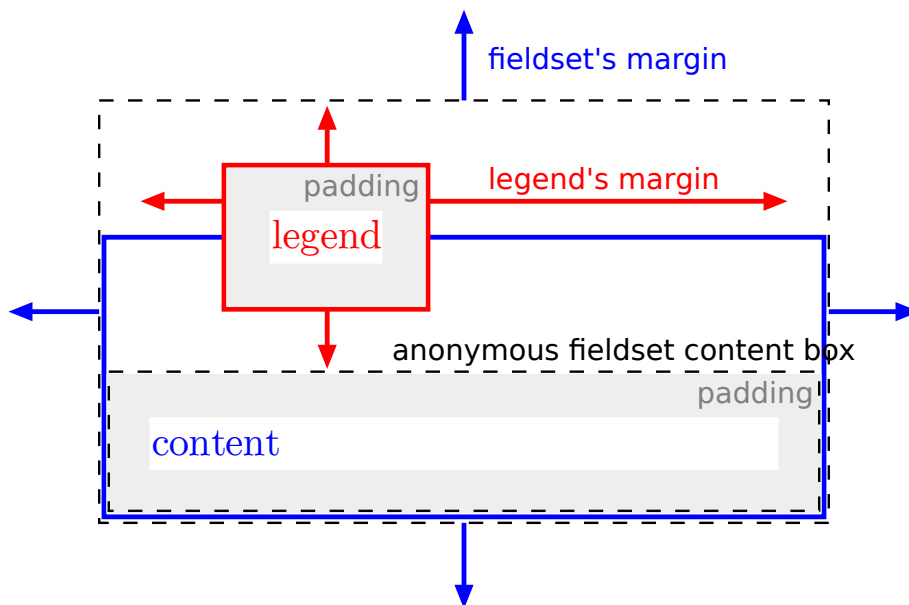 fieldset's margin
legend's margin
padding
legend
anonymous fieldset content box
padding
content